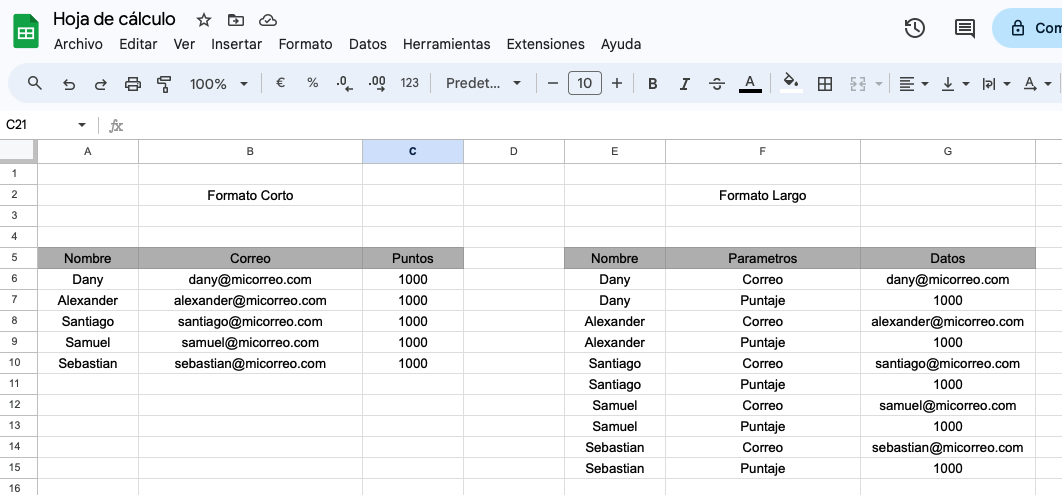 Hoja de cálculo
Archivo Editar Ver Insertar Formato Datos Herramientas Extensiones Ayuda
100% € % .0 .00 123 Predet... − 10 + B I S A A
C21 fx
A B C D E F G
1
2 Formato Corto Formato Largo
3
4
5 Nombre Correo Puntos Nombre Parametros Datos
6 Dany dany@micorreo.com 1000 Dany Correo dany@micorreo.com
7 Alexander alexander@micorreo.com 1000 Dany Puntaje 1000
8 Santiago santiago@micorreo.com 1000 Alexander Correo alexander@micorreo.com
9 Samuel samuel@micorreo.com 1000 Alexander Puntaje 1000
10 Sebastian sebastian@micorreo.com 1000 Santiago Correo santiago@micorreo.com
11 Santiago Puntaje 1000
12 Samuel Correo samuel@micorreo.com
13 Samuel Puntaje 1000
14 Sebastian Correo sebastian@micorreo.com
15 Sebastian Puntaje 1000
16